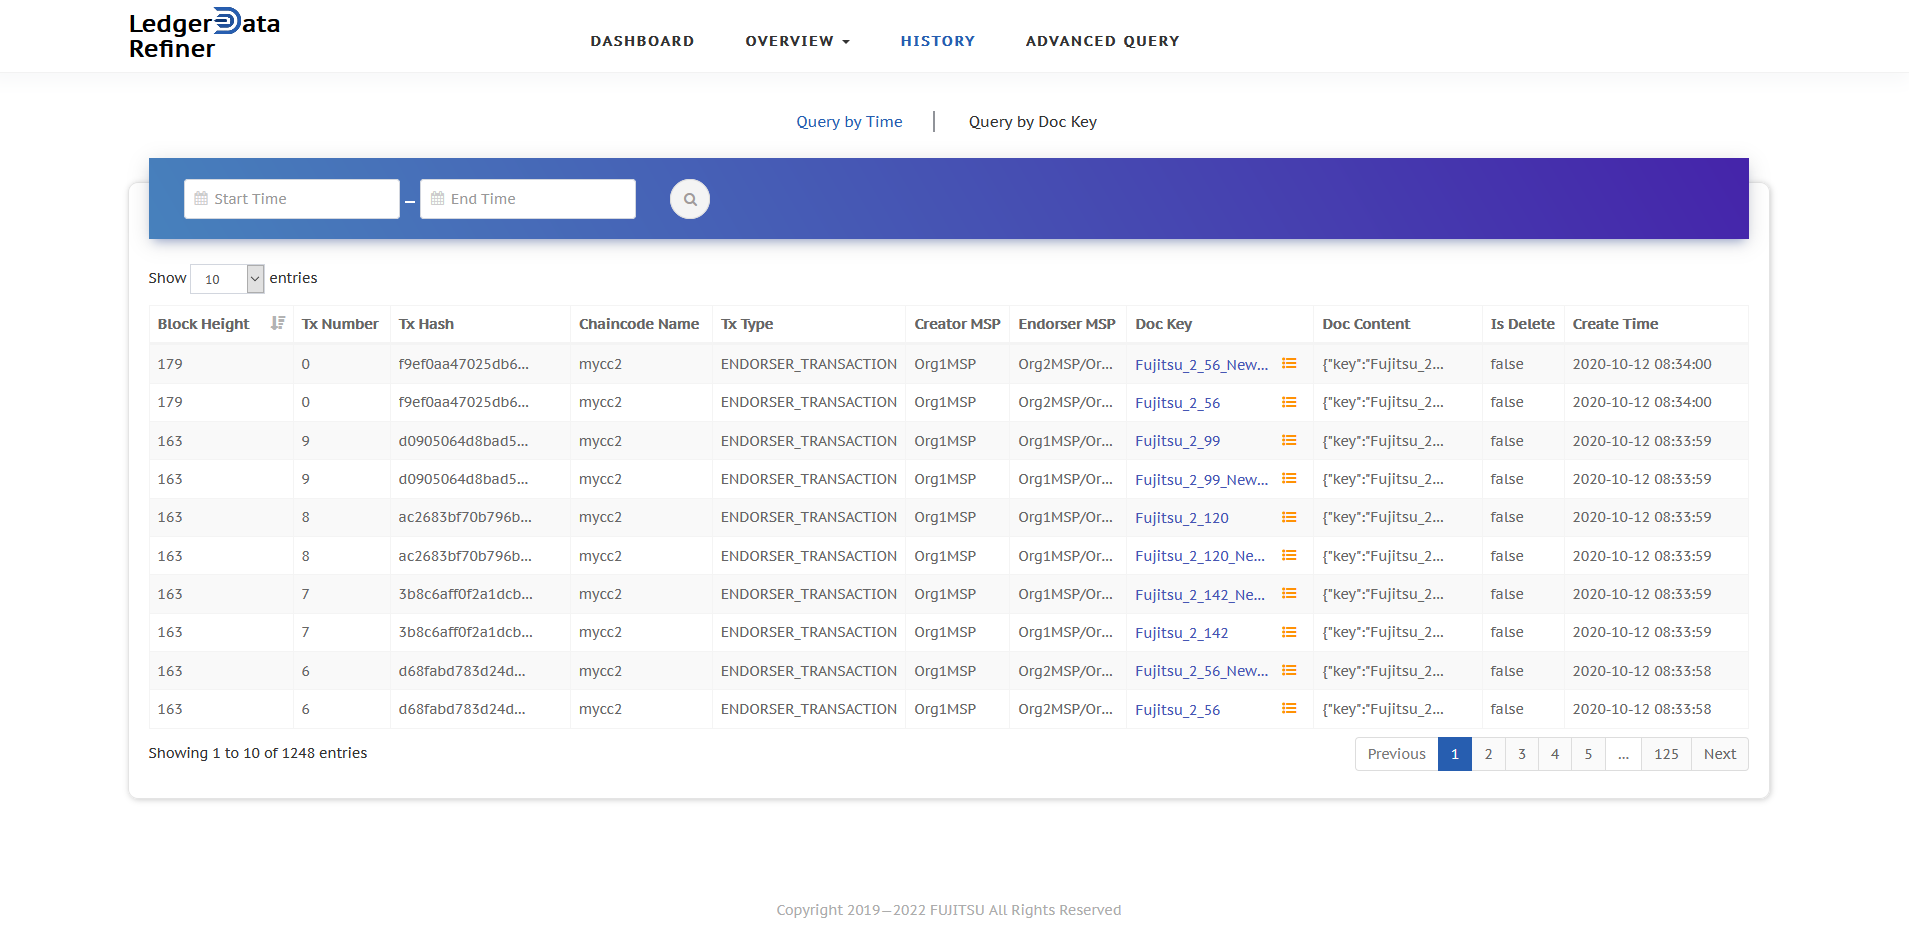 Ledger Data
Refiner
DASHBOARD OVERVIEW HISTORY ADVANCED QUERY
Query by Time | Query by Doc Key
Start Time – End Time
Show 10 entries
Block Height Tx Number Tx Hash Chaincode Name Tx Type Creator MSP Endorser MSP Doc Key Doc Content Is Delete Create Time
179 0 f9ef0aa47025db6... mycc2 ENDORSER_TRANSACTION Org1MSP Org2MSP/Or... Fujitsu_2_56_New... {"key":"Fujitsu_2... false 2020-10-12 08:34:00
179 0 f9ef0aa47025db6... mycc2 ENDORSER_TRANSACTION Org1MSP Org2MSP/Or... Fujitsu_2_56 {"key":"Fujitsu_2... false 2020-10-12 08:34:00
163 9 d0905064d8bad5... mycc2 ENDORSER_TRANSACTION Org1MSP Org1MSP/Or... Fujitsu_2_99 {"key":"Fujitsu_2... false 2020-10-12 08:33:59
163 9 d0905064d8bad5... mycc2 ENDORSER_TRANSACTION Org1MSP Org1MSP/Or... Fujitsu_2_99_New... {"key":"Fujitsu_2... false 2020-10-12 08:33:59
163 8 ac2683bf70b796b... mycc2 ENDORSER_TRANSACTION Org1MSP Org1MSP/Or... Fujitsu_2_120 {"key":"Fujitsu_2... false 2020-10-12 08:33:59
163 8 ac2683bf70b796b... mycc2 ENDORSER_TRANSACTION Org1MSP Org1MSP/Or... Fujitsu_2_120_Ne... {"key":"Fujitsu_2... false 2020-10-12 08:33:59
163 7 3b8c6aff0f2a1dcb... mycc2 ENDORSER_TRANSACTION Org1MSP Org1MSP/Or... Fujitsu_2_142_Ne... {"key":"Fujitsu_2... false 2020-10-12 08:33:59
163 7 3b8c6aff0f2a1dcb... mycc2 ENDORSER_TRANSACTION Org1MSP Org1MSP/Or... Fujitsu_2_142 {"key":"Fujitsu_2... false 2020-10-12 08:33:59
163 6 d68fabd783d24d... mycc2 ENDORSER_TRANSACTION Org1MSP Org2MSP/Or... Fujitsu_2_56_New... {"key":"Fujitsu_2... false 2020-10-12 08:33:58
163 6 d68fabd783d24d... mycc2 ENDORSER_TRANSACTION Org1MSP Org2MSP/Or... Fujitsu_2_56 {"key":"Fujitsu_2... false 2020-10-12 08:33:58
Showing 1 to 10 of 1248 entries Previous 1 2 3 4 5 ... 125 Next
Copyright 2019—2022 FUJITSU All Rights Reserved